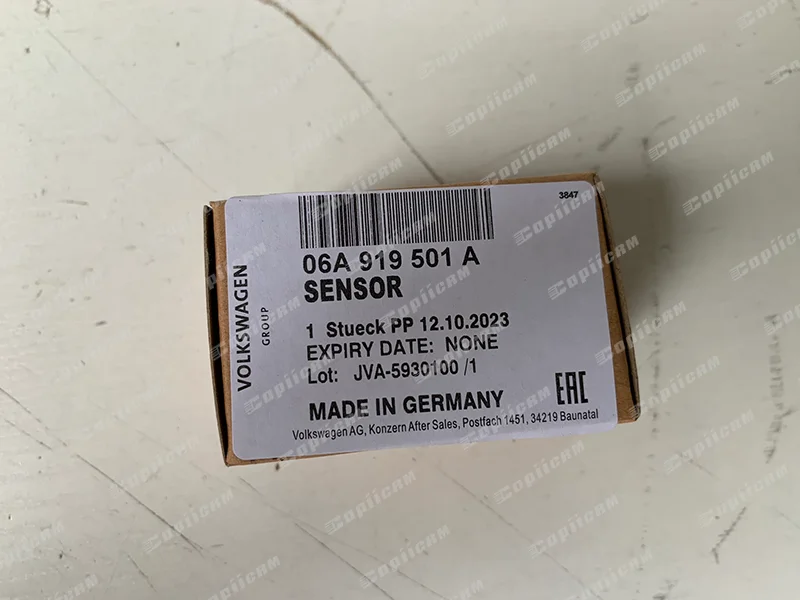 3847
06A 919 501 A
SENSOR
VOLKSWAGEN
GROUP
1 Stueck PP 12.10.2023
EXPIRY DATE: NONE
Lot: JVA-5930100 /1
MADE IN GERMANY
EAC
Volkswagen AG, Konzern After Sales, Postfach 1451, 34219 Baunatal
Copiicam